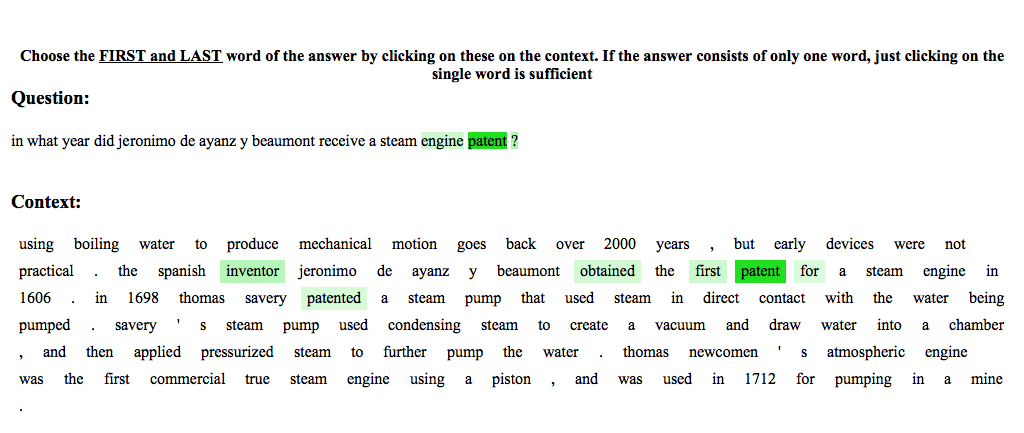 Choose the FIRST and LAST word of the answer by clicking on these on the context. If the answer consists of only one word, just clicking on the
single word is sufficient
Question:
in what year did jeronimo de ayanz y beaumont receive a steam engine patent ?
Context:
using boiling water to produce mechanical motion goes back over 2000 years , but early devices were not
practical . the spanish inventor jeronimo de ayanz y beaumont obtained the first patent for a steam engine in
1606 . in 1698 thomas savery patented a steam pump that used steam in direct contact with the water being
pumped . savery ' s steam pump used condensing steam to create a vacuum and draw water into a chamber
, and then applied pressurized steam to further pump the water . thomas newcomen ' s atmospheric engine
was the first commercial true steam engine using a piston , and was used in 1712 for pumping in a mine
.